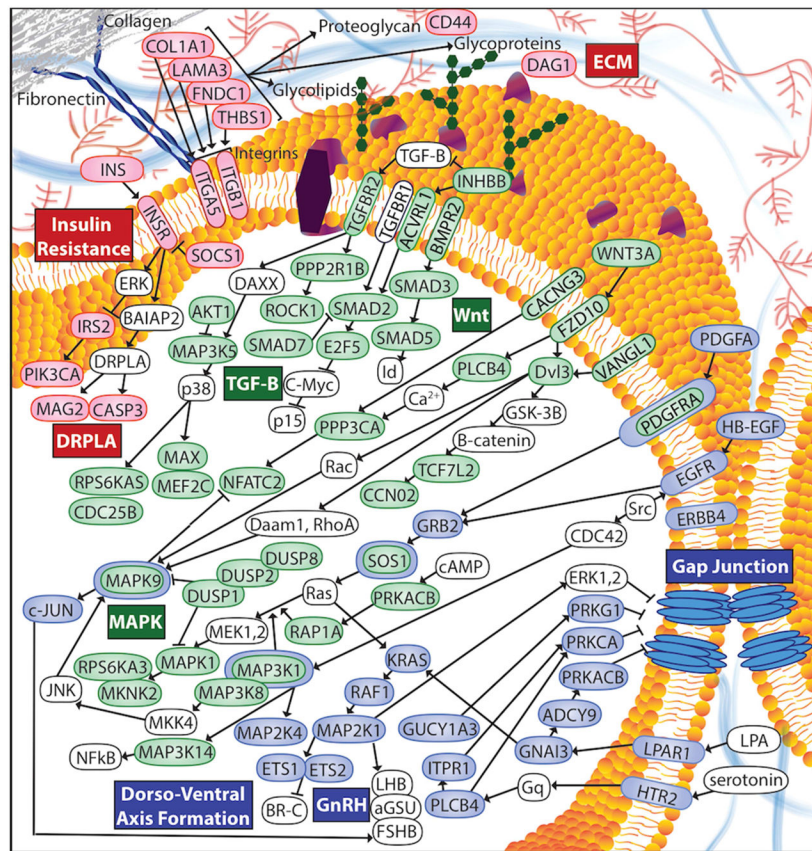 Collagen
Proteoglycan
CD44
COL1A1
Glycoproteins
LAMA3
DAG1
ECM
FNDC1
Glycolipids
Fibronectin
THBS1
Integrins
TGF-B
INS
ITGA5
ITGB1
TGFBR2
TGFBR1
ACVRL1
INHBB
BMPR2
Insulin
Resistance
INSR
SOCS1
WNT3A
ERK
PPP2R1B
DAXX
SMAD3
CACNG3
IRS2
BAIAP2
AKT1
ROCK1
SMAD2
Wnt
FZD10
VANGL1
PDGFA
DRPLA
MAP3K5
SMAD7
E2F5
SMAD5
PIK3CA
TGF-B
C-Myc
Id
PLCB4
Dvl3
p38
Ca2+
MAG2
CASP3
p15
GSK-3B
PDGFRA
HB-EGF
DRPLA
PPP3CA
B-catenin
MAX
Rac
RPS6KAS
MEF2C
NFATC2
TCF7L2
EGFR
CDC25B
CCN02
Src
ERBB4
Daam1, RhoA
GRB2
CDC42
DUSP8
SOS1
Gap Junction
MAPK9
DUSP2
cAMP
ERK1,2
c-JUN
DUSP1
Ras
PRKACB
PRKG1
MAPK
MEK1,2
RAP1A
PRKCA
RPS6KA3
MAPK1
MAP3K1
KRAS
PRKACB
JNK
MKNK2
MAP3K8
RAF1
ADCY9
MKK4
MAP2K4
MAP2K1
GUCY1A3
GNAI3
LPAR1
LPA
NFkB
MAP3K14
ETS1
ETS2
ITPR1
Dorso-Ventral
Axis Formation
BR-C
GnRH
LHB
aGSU
FSHB
PLCB4
Gq
HTR2
serotonin